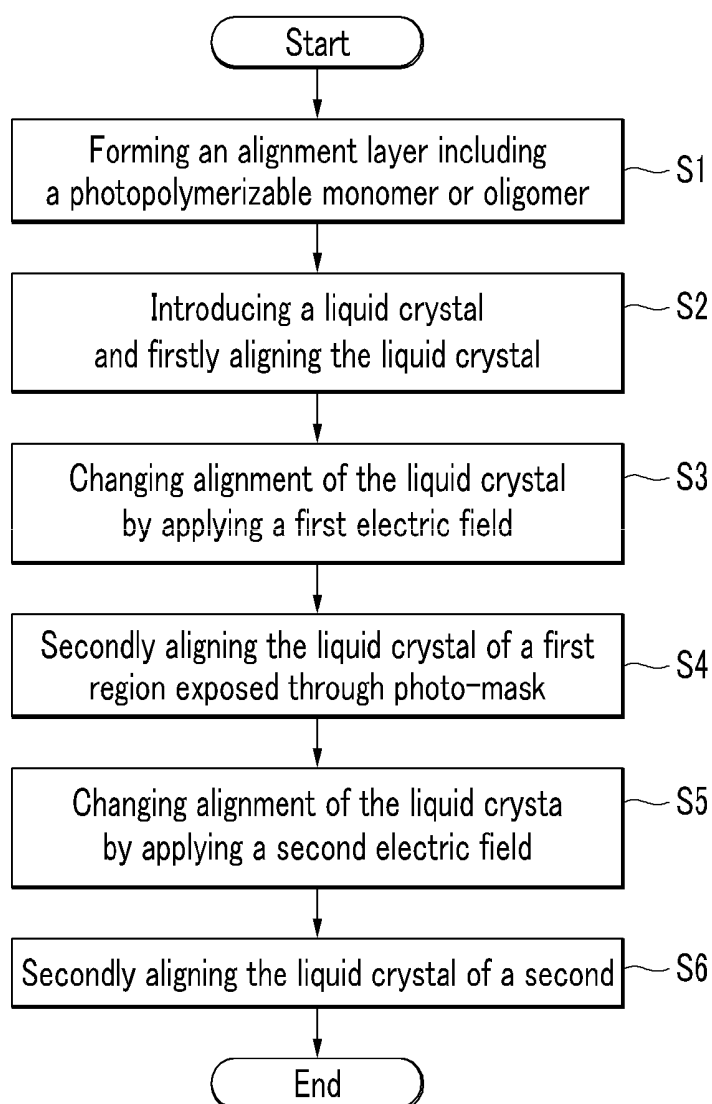 Start
Forming an alignment layer including
a photopolymerizable monomer or oligomer
S1
Introducing a liquid crystal
and firstly aligning the liquid crystal
S2
Changing alignment of the liquid crystal
by applying a first electric field
S3
Secondly aligning the liquid crystal of a first
region exposed through photo-mask
S4
Changing alignment of the liquid crysta
by applying a second electric field
S5
Secondly aligning the liquid crystal of a second
S6
End